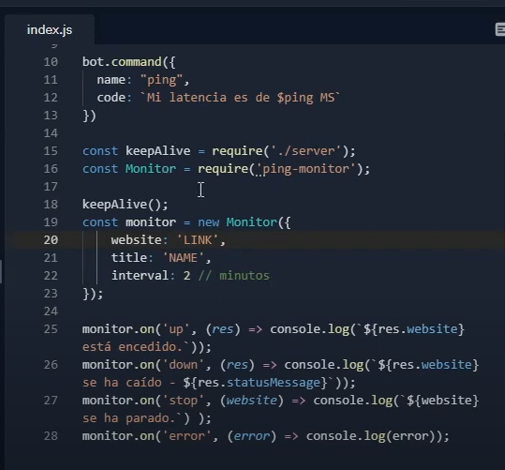 index.js
9
10 bot.command({
11 name: "ping",
12 code: `Mi latencia es de $ping MS`
13 })
14
15 const keepAlive = require('./server');
16 const Monitor = require('ping-monitor');
17
18 keepAlive();
19 const monitor = new Monitor({
20 website: 'LINK',
21 title: 'NAME',
22 interval: 2 // minutos
23 });
24
25 monitor.on('up', (res) => console.log(`${res.website}
está encedido.`));
26 monitor.on('down', (res) => console.log(`${res.website}
se ha caído - ${res.statusMessage}`));
27 monitor.on('stop', (website) => console.log(`${website}
se ha parado.`) );
28 monitor.on('error', (error) => console.log(error));